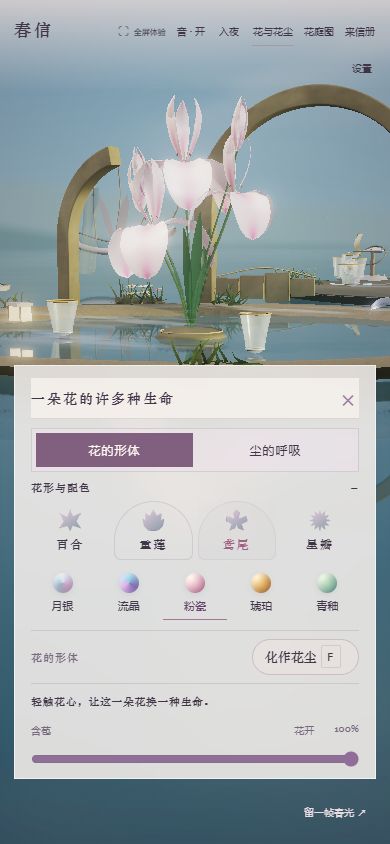 春信
全屏体验 音·开 入夜 花与花尘 花庭图 来信册
设置
一朵花的许多种生命 ×
花的形体 尘的呼吸
花形与配色 −
百合 重莲 鸢尾 星瓣
月银 流晶 粉瓷 琥珀 青釉
花的形体 化作花尘 F
轻触花心，让这一朵花换一种生命。
含苞 花开 100%
留一帧春光 ↗